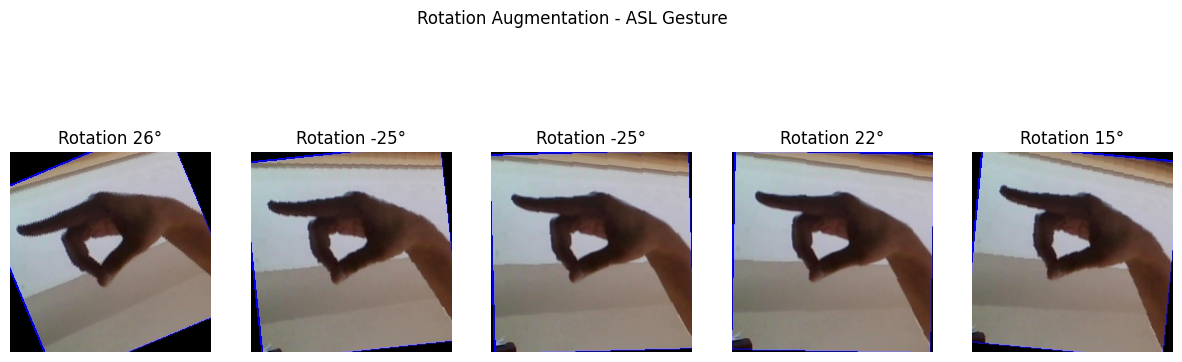 Rotation Augmentation - ASL Gesture
Rotation 26°
Rotation -25°
Rotation -25°
Rotation 22°
Rotation 15°